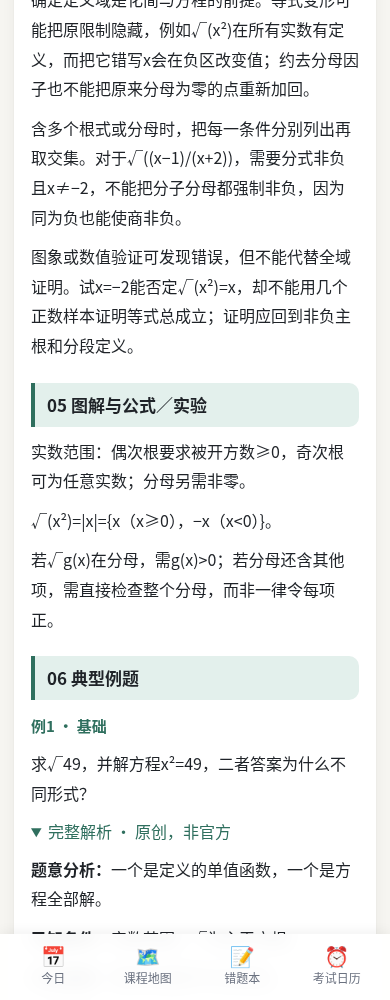 确定定义域是化简与方程的前提。等式变形可
能把原限制隐藏，例如√(x²)在所有实数有定
义，而把它错写x会在负区改变值；约去分母因
子也不能把原来分母为零的点重新加回。
含多个根式或分母时，把每一条件分别列出再
取交集。对于√((x−1)/(x+2))，需要分式非负
且x≠−2，不能把分子分母都强制非负，因为
同为负也能使商非负。
图象或数值验证可发现错误，但不能代替全域
证明。试x=−2能否定√(x²)=x，却不能用几个
正数样本证明等式总成立；证明应回到非负主
根和分段定义。
05 图解与公式／实验
实数范围：偶次根要求被开方数≥0，奇次根
可为任意实数；分母另需非零。
√(x²)=|x|={x（x≥0），−x（x<0）}。
若√g(x)在分母，需g(x)>0；若分母还含其他
项，需直接检查整个分母，而非一律令每项
正。
06 典型例题
例1 · 基础
求√49，并解方程x²=49，二者答案为什么不
同形式？
▼ 完整解析 · 原创，非官方
题意分析：一个是定义的单值函数，一个是方
程全部解。
今日
课程地图
错题本
考试日历